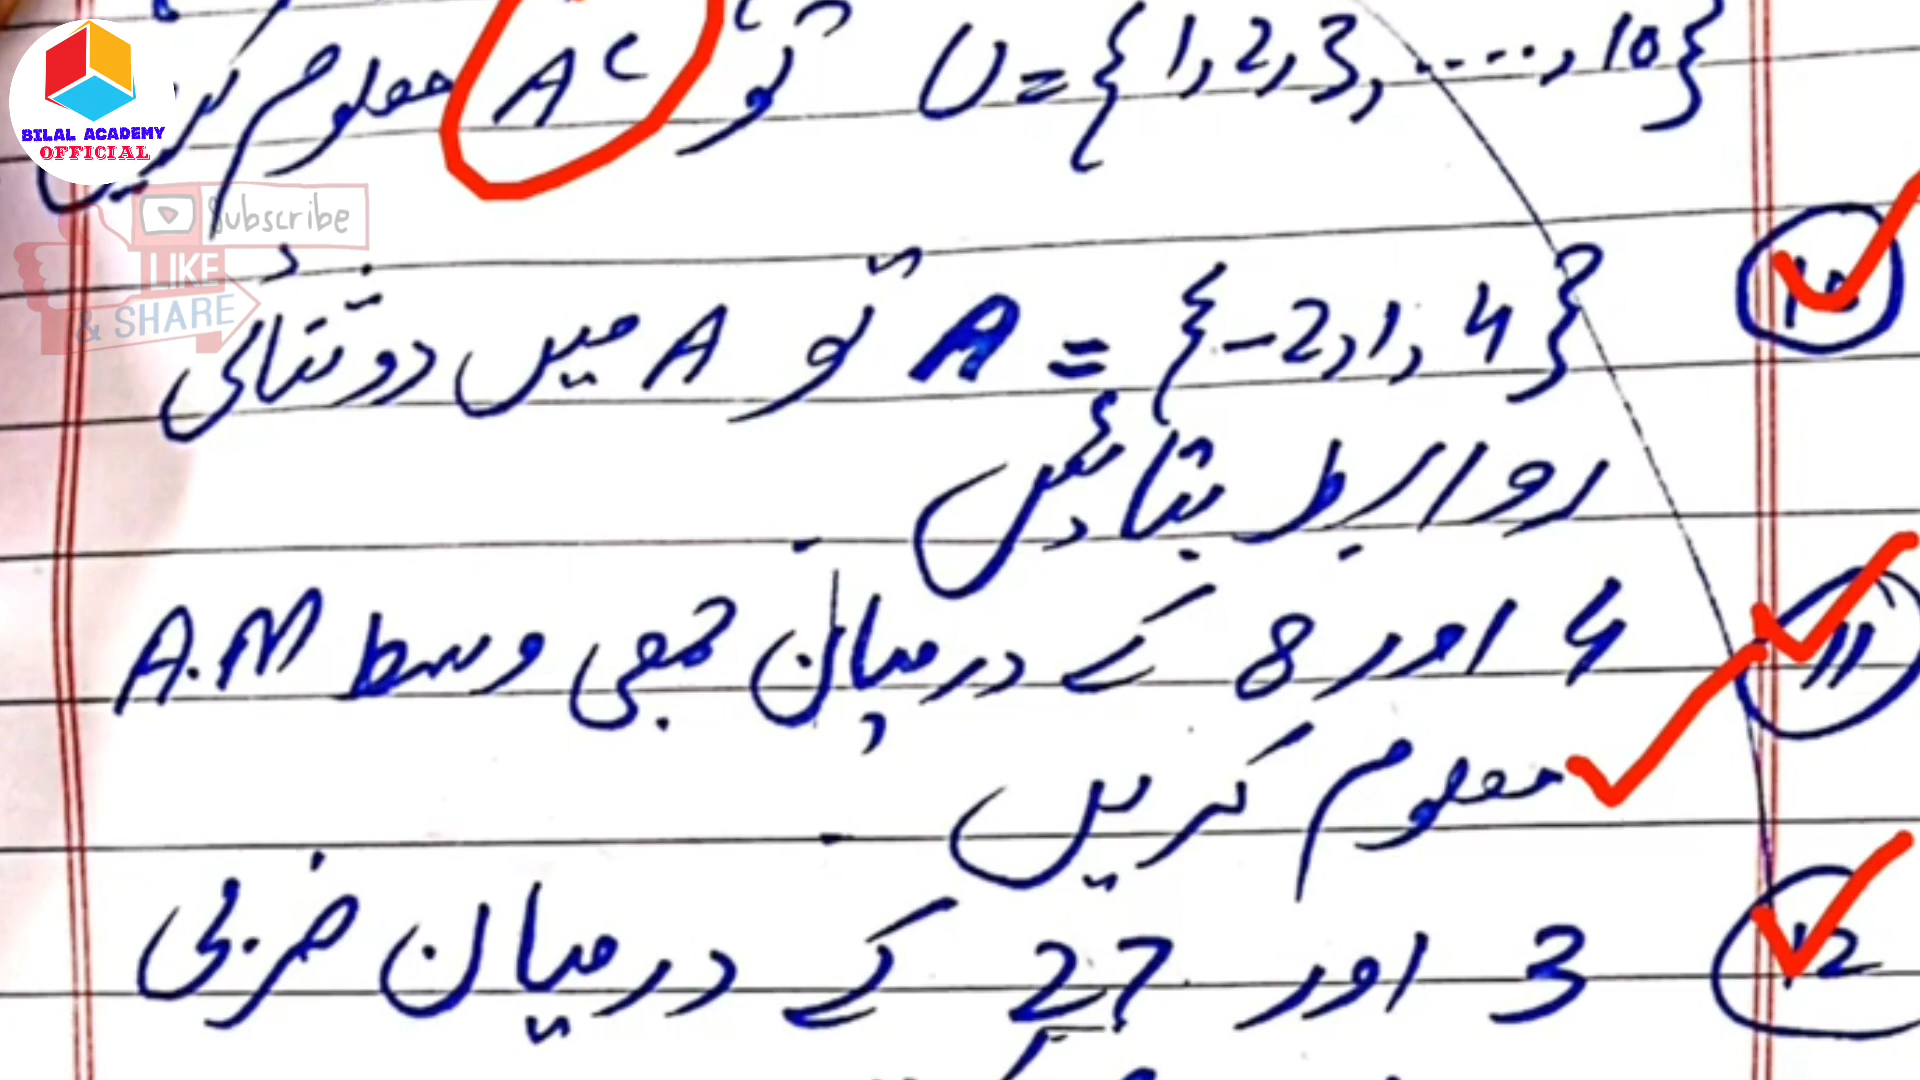 U = {1, 2, 3, ...., 10} تو A^C معلوم کریں
BILAL ACADEMY
OFFICIAL
Subscribe
LIKE
& SHARE
10 A = {-2, 1, 4} تو A میں دو ثنائی
روابط بتائیں
11 4 اور 8 کے درمیان جمعی وسط A.M
معلوم کریں
12 3 اور 27 کے درمیان ضربی